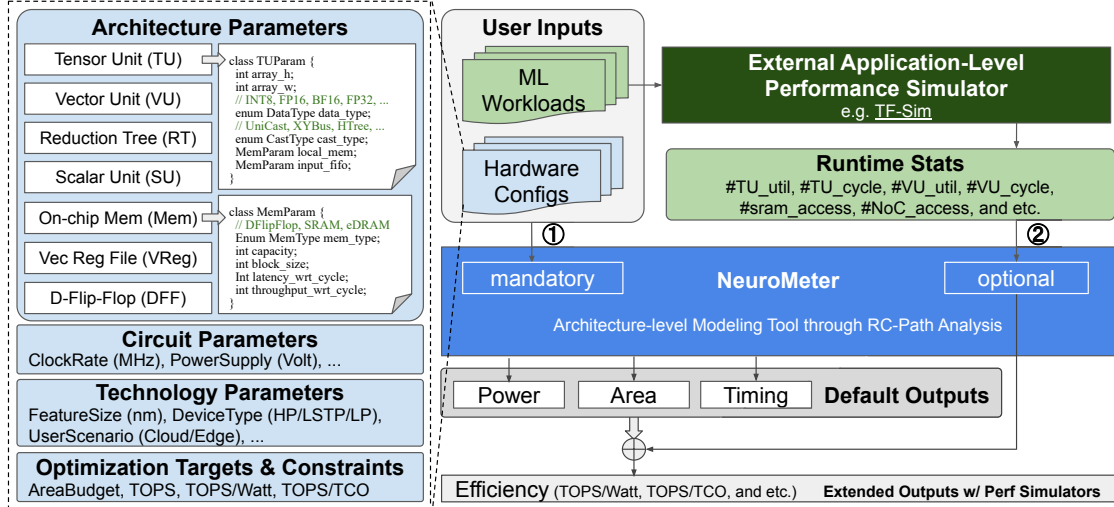 Architecture Parameters
Tensor Unit (TU)
Vector Unit (VU)
Reduction Tree (RT)
Scalar Unit (SU)
On-chip Mem (Mem)
Vec Reg File (VReg)
D-Flip-Flop (DFF)
class TUParam {
int array_h;
int array_w;
// INT8, FP16, BF16, FP32, ...
enum DataType data_type;
// UniCast, XYBus, HTree, ...
enum CastType cast_type;
MemParam local_mem;
MemParam input_fifo;
}
class MemParam {
// DFlipFlop, SRAM, eDRAM
Enum MemType mem_type;
int capacity;
int block_size;
Int latency_wrt_cycle;
int throughput_wrt_cycle;
}
Circuit Parameters
ClockRate (MHz), PowerSupply (Volt), ...
Technology Parameters
FeatureSize (nm), DeviceType (HP/LSTP/LP),
UserScenario (Cloud/Edge), ...
Optimization Targets & Constraints
AreaBudget, TOPS, TOPS/Watt, TOPS/TCO
User Inputs
ML
Workloads
Hardware
Configs
External Application-Level
Performance Simulator
e.g. TF-Sim
Runtime Stats
#TU_util, #TU_cycle, #VU_util, #VU_cycle,
#sram_access, #NoC_access, and etc.
①
②
mandatory
NeuroMeter
optional
Architecture-level Modeling Tool through RC-Path Analysis
Power
Area
Timing
Default Outputs
Efficiency (TOPS/Watt, TOPS/TCO, and etc.)
Extended Outputs w/ Perf Simulators